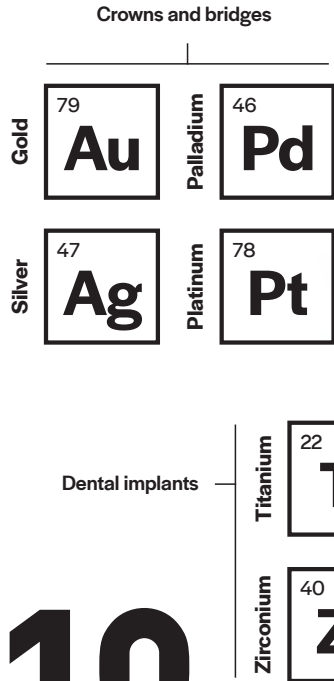 Crowns and bridges
Gold
79
Au
Palladium
46
Pd
Silver
47
Ag
Platinum
78
Pt
Dental implants
Titanium
22
Zirconium
40
Z
10